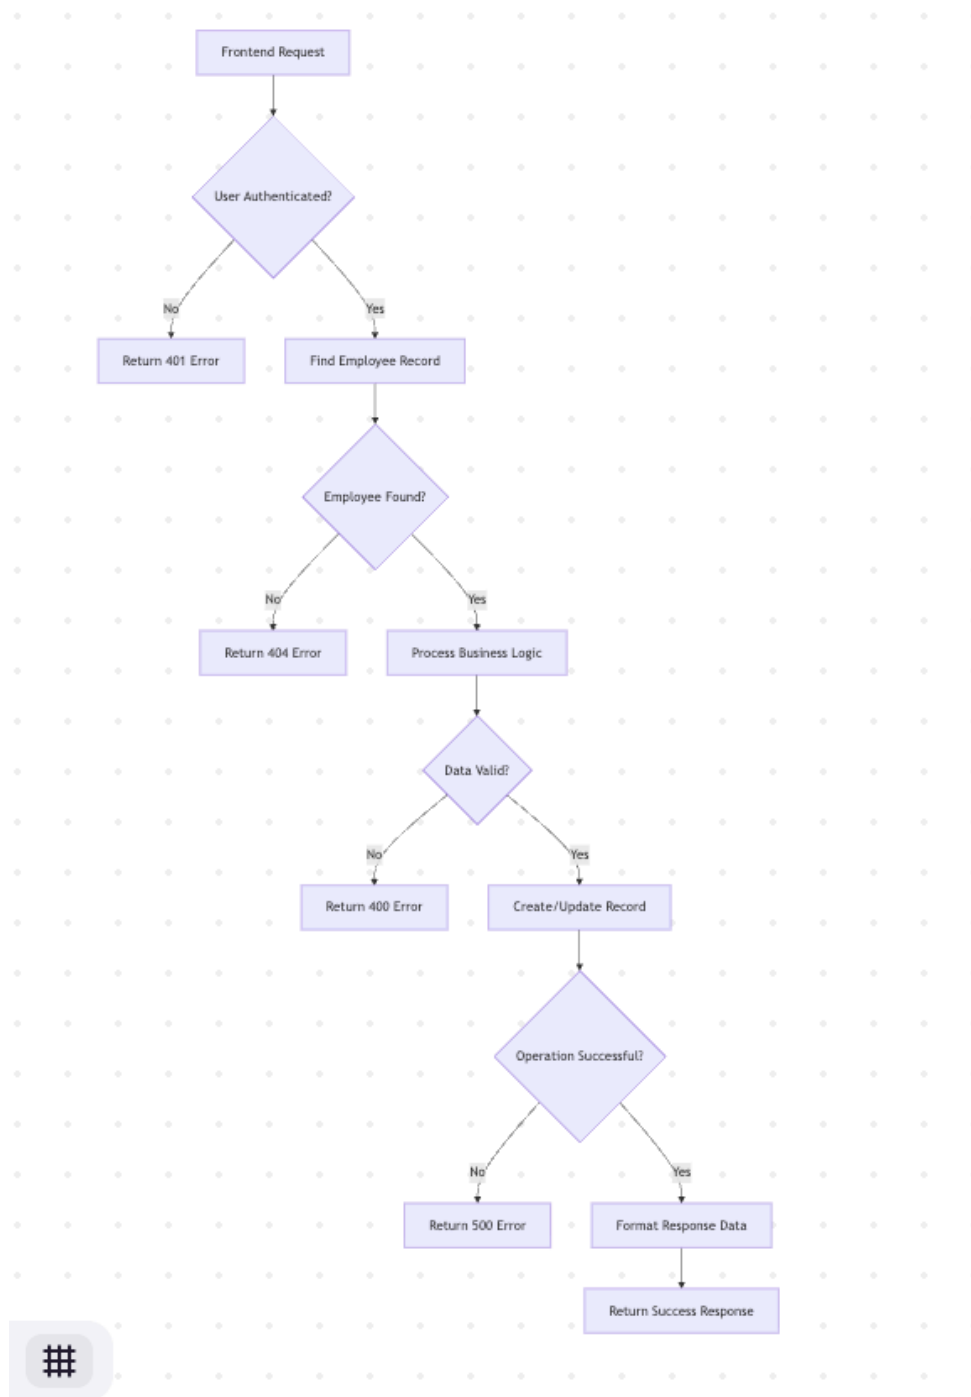 Frontend Request
User Authenticated?
No
Yes
Return 401 Error
Find Employee Record
Employee Found?
No
Yes
Return 404 Error
Process Business Logic
Data Valid?
No
Yes
Return 400 Error
Create/Update Record
Operation Successful?
No
Yes
Return 500 Error
Format Response Data
Return Success Response